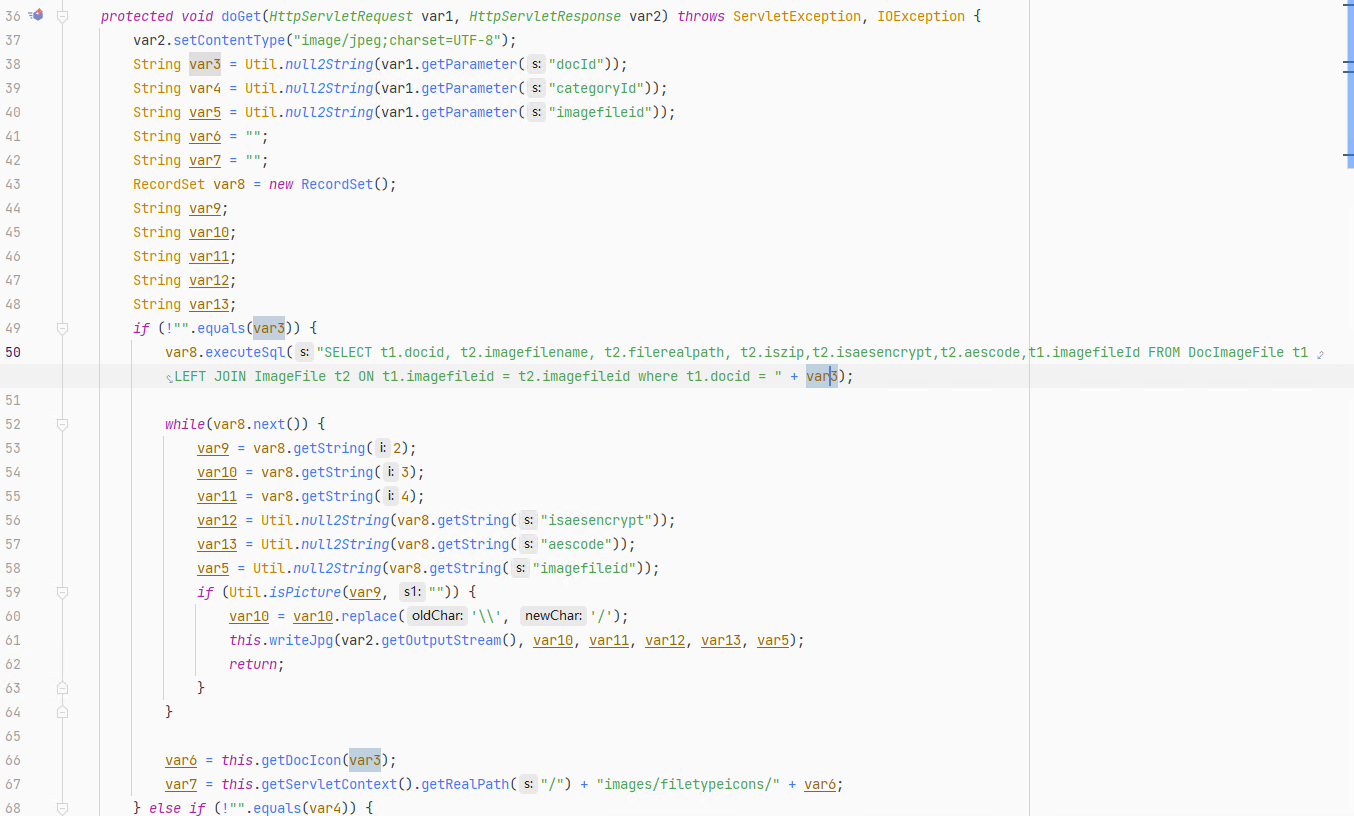 36 protected void doGet(HttpServletRequest var1, HttpServletResponse var2) throws ServletException, IOException {
37 var2.setContentType("image/jpeg;charset=UTF-8");
38 String var3 = Util.null2String(var1.getParameter( s: "docId"));
39 String var4 = Util.null2String(var1.getParameter( s: "categoryId"));
40 String var5 = Util.null2String(var1.getParameter( s: "imagefileid"));
41 String var6 = "";
42 String var7 = "";
43 RecordSet var8 = new RecordSet();
44 String var9;
45 String var10;
46 String var11;
47 String var12;
48 String var13;
49 if (!"".equals(var3)) {
50 var8.executeSql( s: "SELECT t1.docid, t2.imagefilename, t2.filerealpath, t2.iszip,t2.isaesencrypt,t2.aescode,t1.imagefileId FROM DocImageFile t1
LEFT JOIN ImageFile t2 ON t1.imagefileid = t2.imagefileid where t1.docid = " + var3);
51
52 while(var8.next()) {
53 var9 = var8.getString( i: 2);
54 var10 = var8.getString( i: 3);
55 var11 = var8.getString( i: 4);
56 var12 = Util.null2String(var8.getString( s: "isaesencrypt"));
57 var13 = Util.null2String(var8.getString( s: "aescode"));
58 var5 = Util.null2String(var8.getString( s: "imagefileid"));
59 if (Util.isPicture(var9, s1: "")) {
60 var10 = var10.replace( oldChar: '\\', newChar: '/');
61 this.writeJpg(var2.getOutputStream(), var10, var11, var12, var13, var5);
62 return;
63 }
64 }
65
66 var6 = this.getDocIcon(var3);
67 var7 = this.getServletContext().getRealPath( s: "/") + "images/filetypeicons/" + var6;
68 } else if (!"".equals(var4)) {